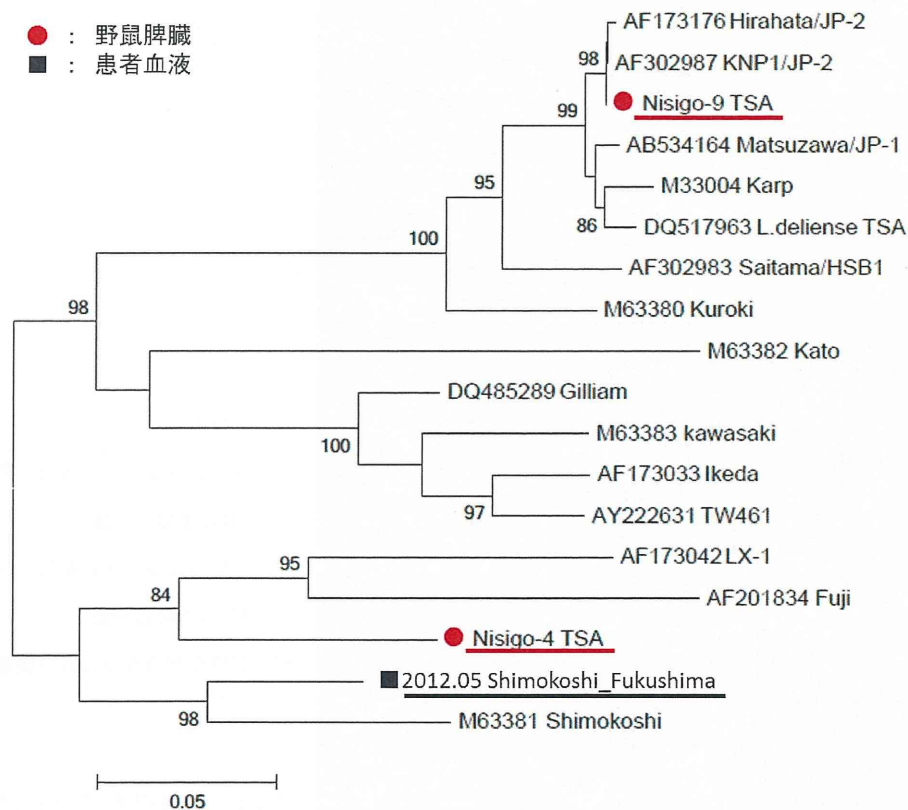 ● : 野鼠脾臓
■ : 患者血液
AF173176 Hirahata/JP-2
98
AF302987 KNP1/JP-2
Nisigo-9 TSA
99
AB534164 Matsuzawa/JP-1
95
M33004 Karp
86
DQ517963 L.deliense TSA
100
AF302983 Saitama/HSB1
98
M63380 Kuroki
M63382 Kato
DQ485289 Gilliam
100
M63383 kawasaki
AF173033 Ikeda
97
AY222631 TW461
95
AF173042 LX-1
84
AF201834 Fuji
Nisigo-4 TSA
2012.05 Shimokoshi_Fukushima
98
M63381 Shimokoshi
0.05